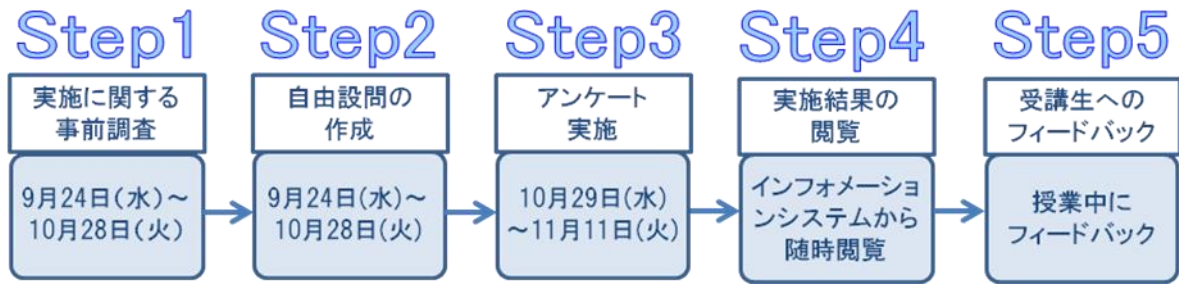 Step1
実施に関する
事前調査
9月24日(水)～
10月28日(火)
Step2
自由設問の
作成
9月24日(水)～
10月28日(火)
Step3
アンケート
実施
10月29日(水)
～11月11日(火)
Step4
実施結果の
閲覧
インフォメーショ
ンシステムから
随時閲覧
Step5
受講生への
フィードバック
授業中に
フィードバック